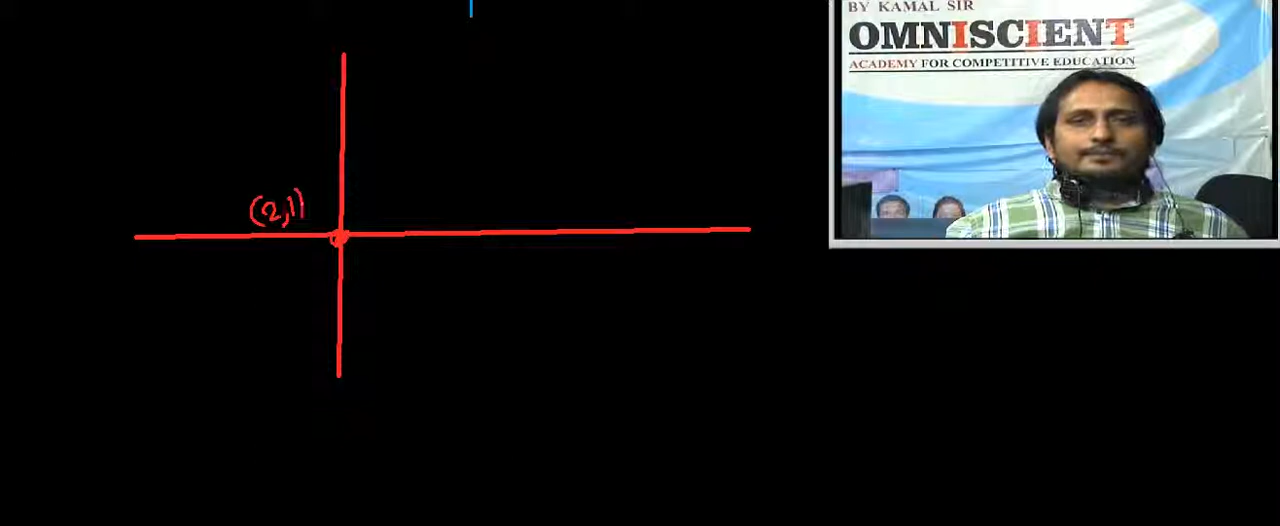 BY KAMAL SIR
OMNISCIENT
ACADEMY FOR COMPETITIVE EDUCATION
(2,1)